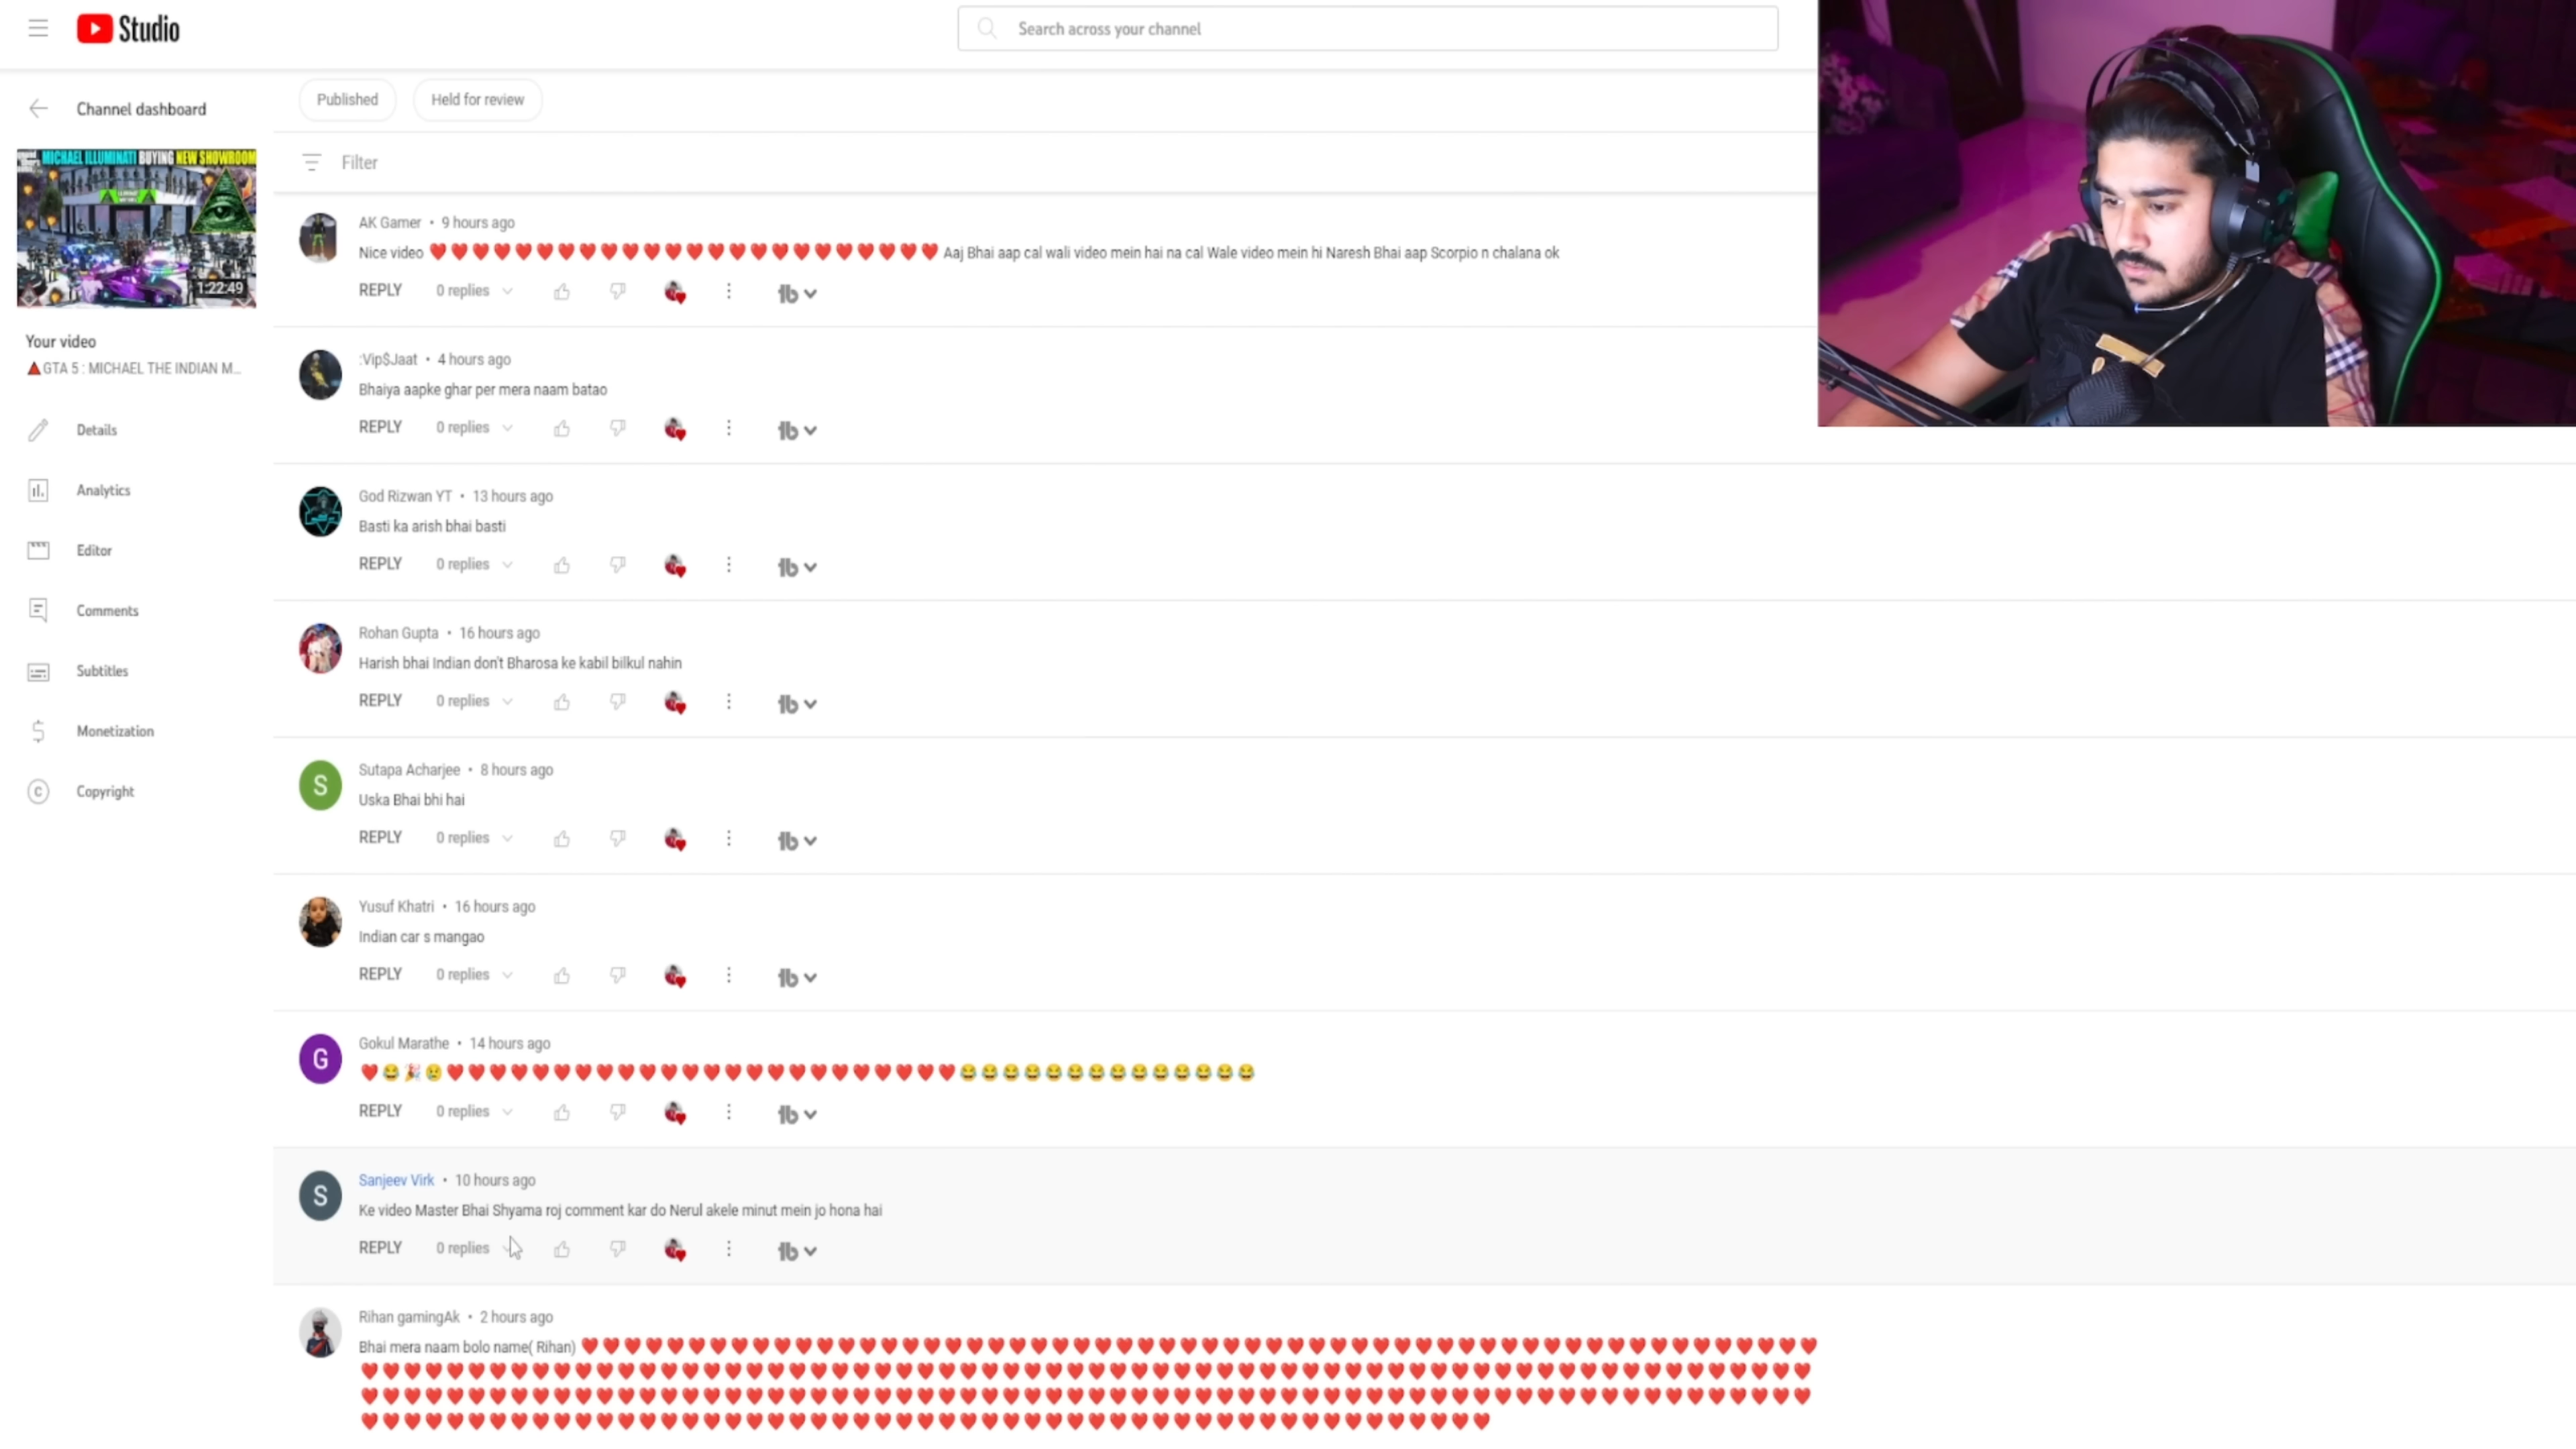 Studio
Search across your channel
Channel dashboard
MICHAEL ILLUMINATI BUYING NEW SHOWROOM
1:22:49
Your video
🔺GTA 5 : MICHAEL THE INDIAN M...
Details
Analytics
Editor
Comments
Subtitles
Monetization
Copyright
Published Held for review
Filter
AK Gamer • 9 hours ago
Nice video ❤❤❤❤❤❤❤❤❤❤❤❤❤❤❤❤❤❤❤❤❤❤❤❤ Aaj Bhai aap cal wali video mein hai na cal Wale video mein hi Naresh Bhai aap Scorpio n chalana ok
REPLY 0 replies
:Vip$Jaat • 4 hours ago
Bhaiya aapke ghar per mera naam batao
REPLY 0 replies
God Rizwan YT • 13 hours ago
Basti ka arish bhai basti
REPLY 0 replies
Rohan Gupta • 16 hours ago
Harish bhai Indian don't Bharosa ke kabil bilkul nahin
REPLY 0 replies
S
Sutapa Acharjee • 8 hours ago
Uska Bhai bhi hai
REPLY 0 replies
Yusuf Khatri • 16 hours ago
Indian car s mangao
REPLY 0 replies
G
Gokul Marathe • 14 hours ago
❤😂🎉😢❤❤❤❤❤❤❤❤❤❤❤❤❤❤❤❤❤❤❤❤❤❤❤❤😂😂😂😂😂😂😂😂😂😂😂😂😂😂
REPLY 0 replies
S
Sanjeev Virk • 10 hours ago
Ke video Master Bhai Shyama roj comment kar do Nerul akele minut mein jo hona hai
REPLY 0 replies
Rihan gamingAk • 2 hours ago
Bhai mera naam bolo name( Rihan)